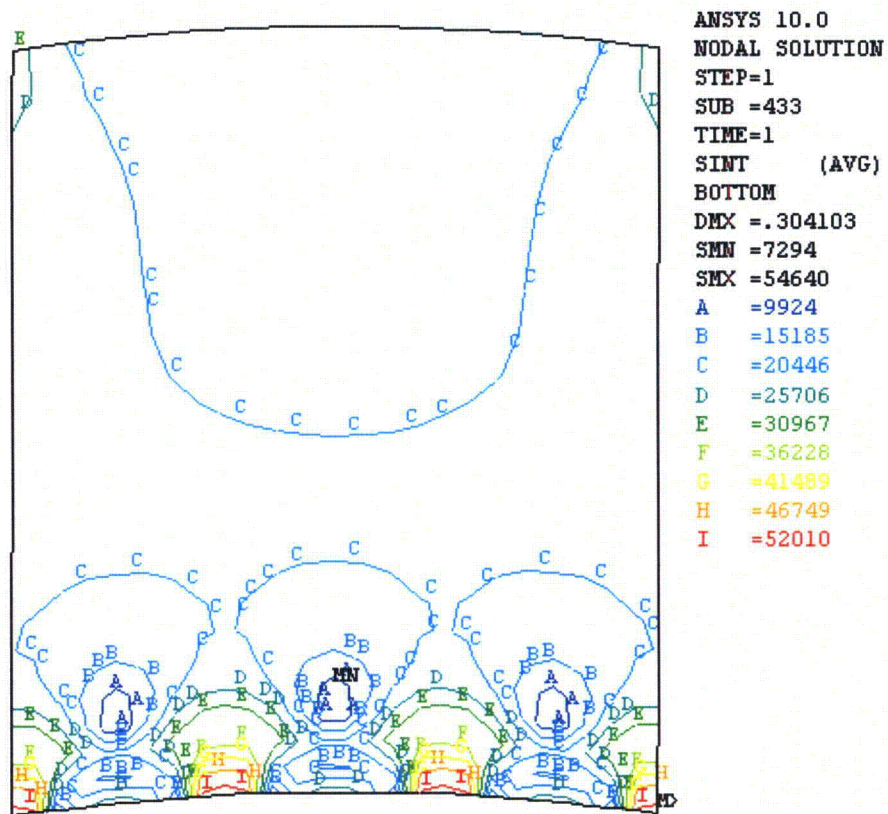 ANSYS 10.0
NODAL SOLUTION
STEP=1
SUB =433
TIME=1
SINT (AVG)
BOTTOM
DMX =.304103
SMN =7294
SMX =54640
A =9924
B =15185
C =20446
D =25706
E =30967
F =36228
G =41489
H =46749
I =52010
MN